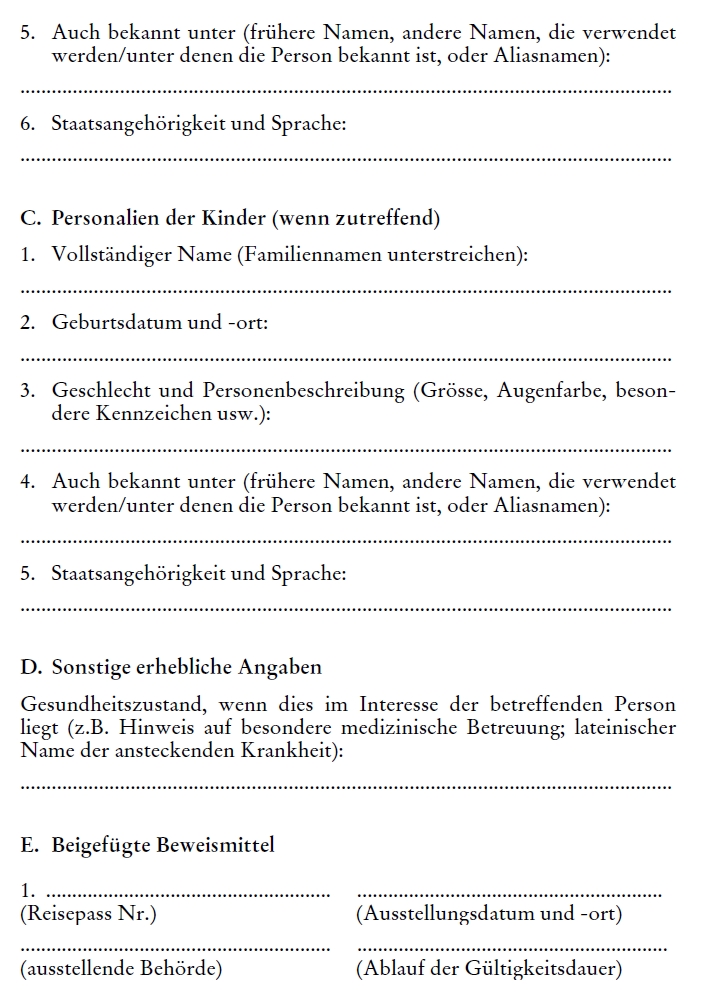 5. Auch bekannt unter (frühere Namen, andere Namen, die verwendet
werden/unter denen die Person bekannt ist, oder Aliasnamen):
........................................................................................................
6. Staatsangehörigkeit und Sprache:
........................................................................................................
C. Personalien der Kinder (wenn zutreffend)
1. Vollständiger Name (Familiennamen unterstreichen):
........................................................................................................
2. Geburtsdatum und -ort:
........................................................................................................
3. Geschlecht und Personenbeschreibung (Grösse, Augenfarbe, beson-
dere Kennzeichen usw.):
........................................................................................................
4. Auch bekannt unter (frühere Namen, andere Namen, die verwendet
werden/unter denen die Person bekannt ist, oder Aliasnamen):
........................................................................................................
5. Staatsangehörigkeit und Sprache:
........................................................................................................
D. Sonstige erhebliche Angaben
Gesundheitszustand, wenn dies im Interesse der betreffenden Person
liegt (z.B. Hinweis auf besondere medizinische Betreuung; lateinischer
Name der ansteckenden Krankheit):
........................................................................................................
E. Beigefügte Beweismittel
1. ..................................................... .........................................................
(Reisepass Nr.) (Ausstellungsdatum und -ort)
......................................................... .........................................................
(ausstellende Behörde) (Ablauf der Gültigkeitsdauer)